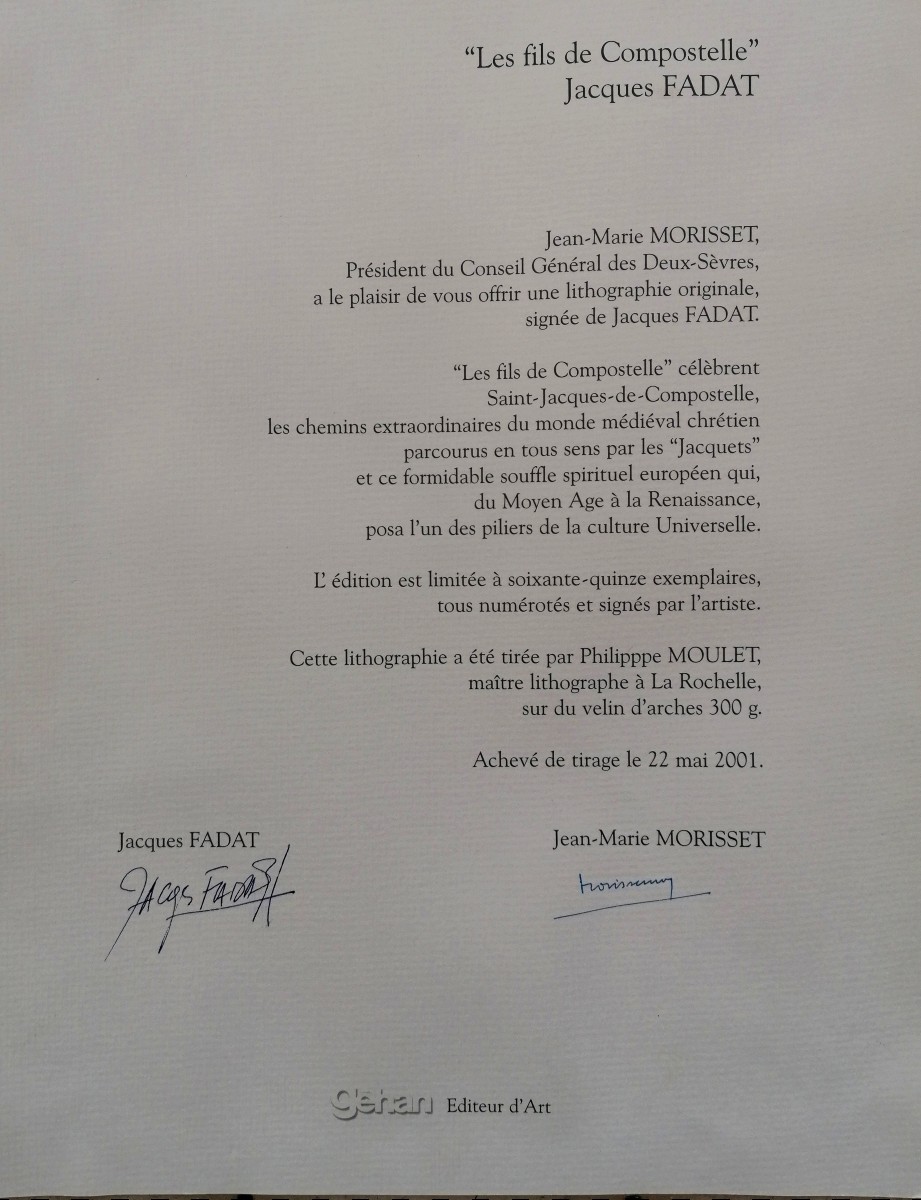 “Les fils de Compostelle”
Jacques FADAT
Jean-Marie MORISSET,
Président du Conseil Général des Deux-Sèvres,
a le plaisir de vous offrir une lithographie originale,
signée de Jacques FADAT.
“Les fils de Compostelle” célèbrent
Saint-Jacques-de-Compostelle,
les chemins extraordinaires du monde médiéval chrétien
parcourus en tous sens par les “Jacquets”
et ce formidable souffle spirituel européen qui,
du Moyen Age à la Renaissance,
posa l’un des piliers de la culture Universelle.
L’ édition est limitée à soixante-quinze exemplaires,
tous numérotés et signés par l’artiste.
Cette lithographie a été tirée par Philipppe MOULET,
maître lithographe à La Rochelle,
sur du velin d’arches 300 g.
Achevé de tirage le 22 mai 2001.
Jacques FADAT
Jean-Marie MORISSET
Jacqs FADAT
géhan Editeur d’Art